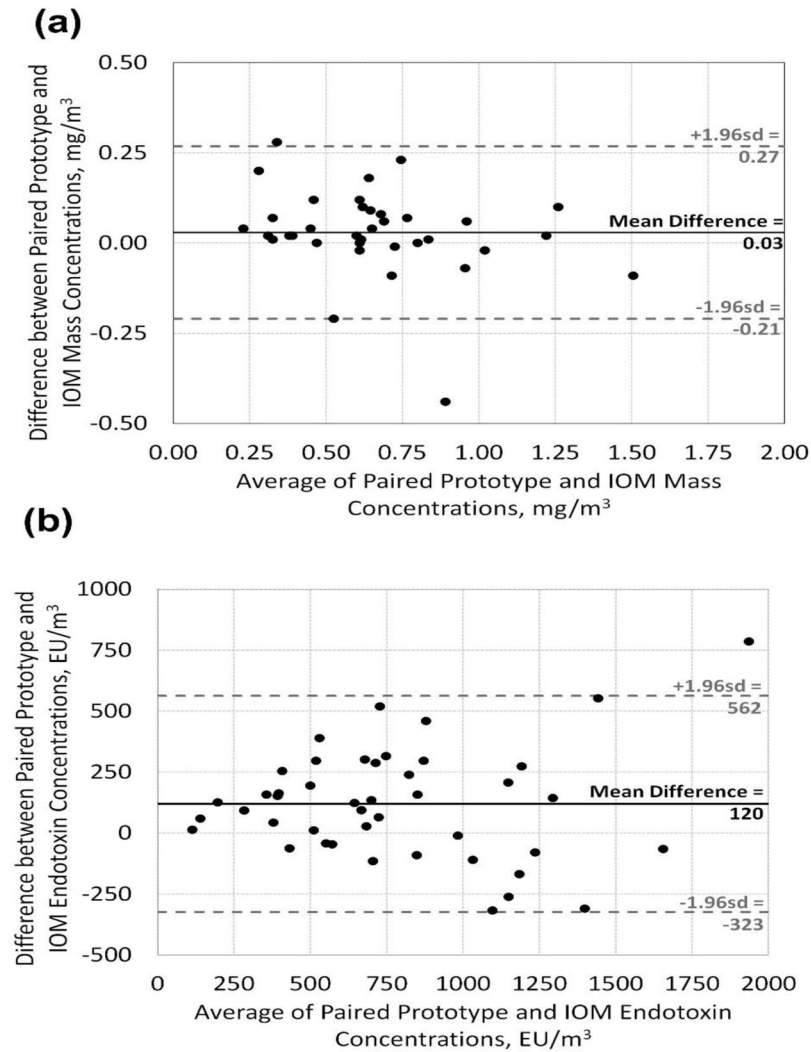 (a)
Difference between Paired Prototype and
IOM Mass Concentrations, mg/m³
0.50
0.25
0.00
-0.25
-0.50
+1.96sd =
0.27
Mean Difference =
0.03
-1.96sd =
-0.21
0.00 0.25 0.50 0.75 1.00 1.25 1.50 1.75 2.00
Average of Paired Prototype and IOM Mass
Concentrations, mg/m³
(b)
Difference between Paired Prototype and
IOM Endotoxin Concentrations, EU/m³
1000
750
500
250
0
-250
-500
+1.96sd =
562
Mean Difference =
120
-1.96sd =
-323
0 250 500 750 1000 1250 1500 1750 2000
Average of Paired Prototype and IOM Endotoxin
Concentrations, EU/m³